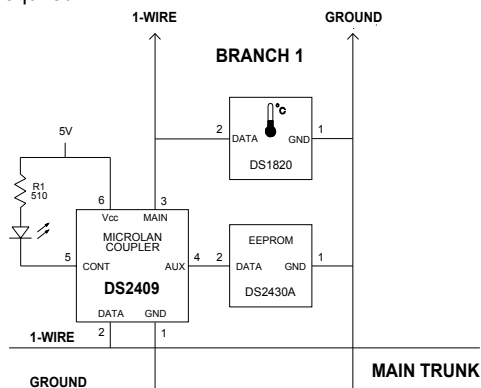 1-WIRE GROUND
BRANCH 1
°C
2 DATA GND 1
DS1820
5V
R1
510
6 3
Vcc MAIN
MICROLAN
COUPLER
EEPROM
5 CONT AUX 4 2 DATA GND 1
DS2409
DS2430A
DATA GND
1-WIRE 2 1
MAIN TRUNK
GROUND